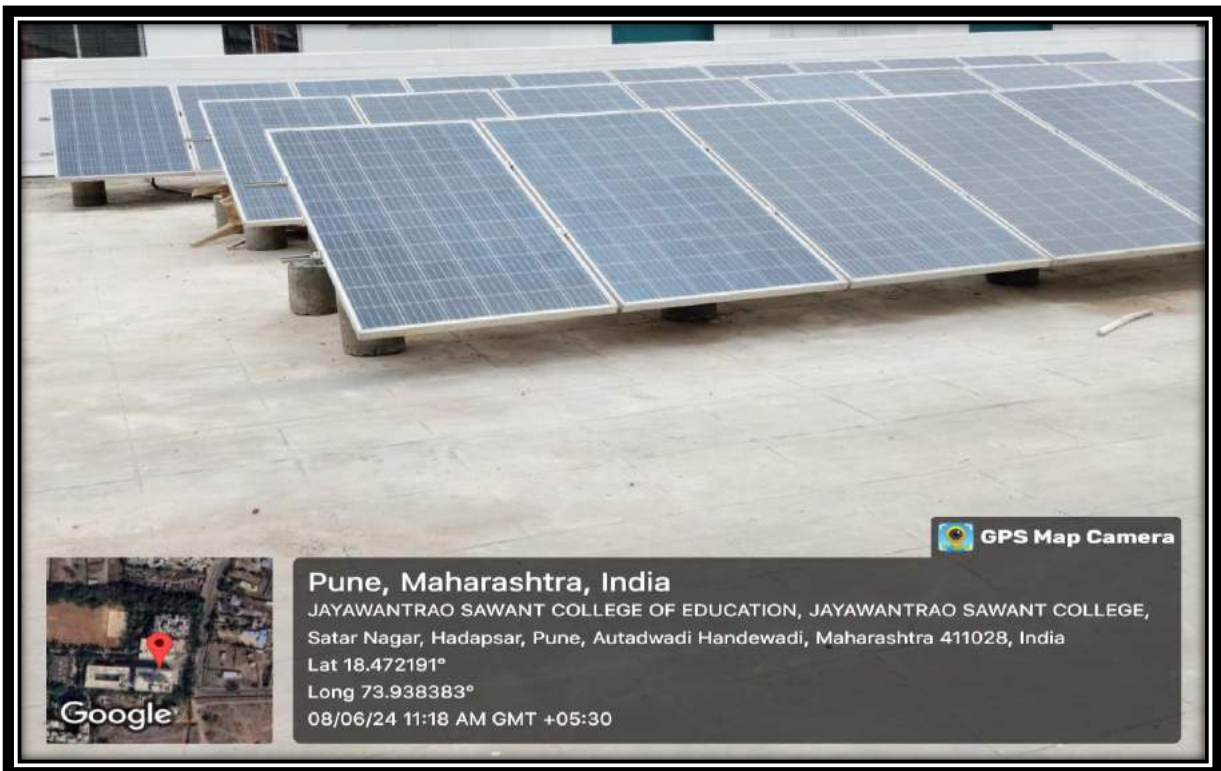 GPS Map Camera
Pune, Maharashtra, India
JAYAWANTRAO SAWANT COLLEGE OF EDUCATION, JAYAWANTRAO SAWANT COLLEGE,
Satar Nagar, Hadapsar, Pune, Autadwadi Handewadi, Maharashtra 411028, India
Lat 18.472191°
Long 73.938383°
08/06/24 11:18 AM GMT +05:30
Google